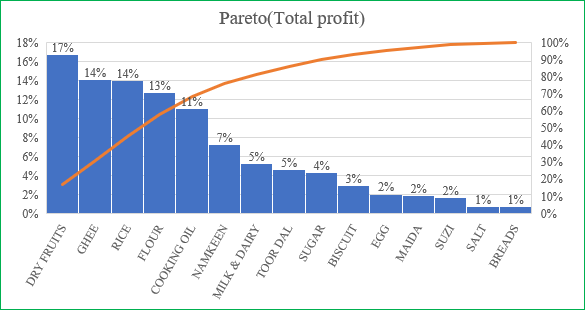 Pareto(Total profit)
18%
16%
14%
12%
10%
8%
6%
4%
2%
0%
17%
14%
14%
13%
11%
7%
5%
5%
4%
3%
2%
2%
2%
1%
1%
100%
90%
80%
70%
60%
50%
40%
30%
20%
10%
0%
DRY FRUITS
GHEE
RICE
FLOUR
COOKING OIL
NAMKEEN
MILK & DAIRY
TOOR DAL
SUGAR
BISCUIT
EGG
MAIDA
SUZI
SALT
BREADS